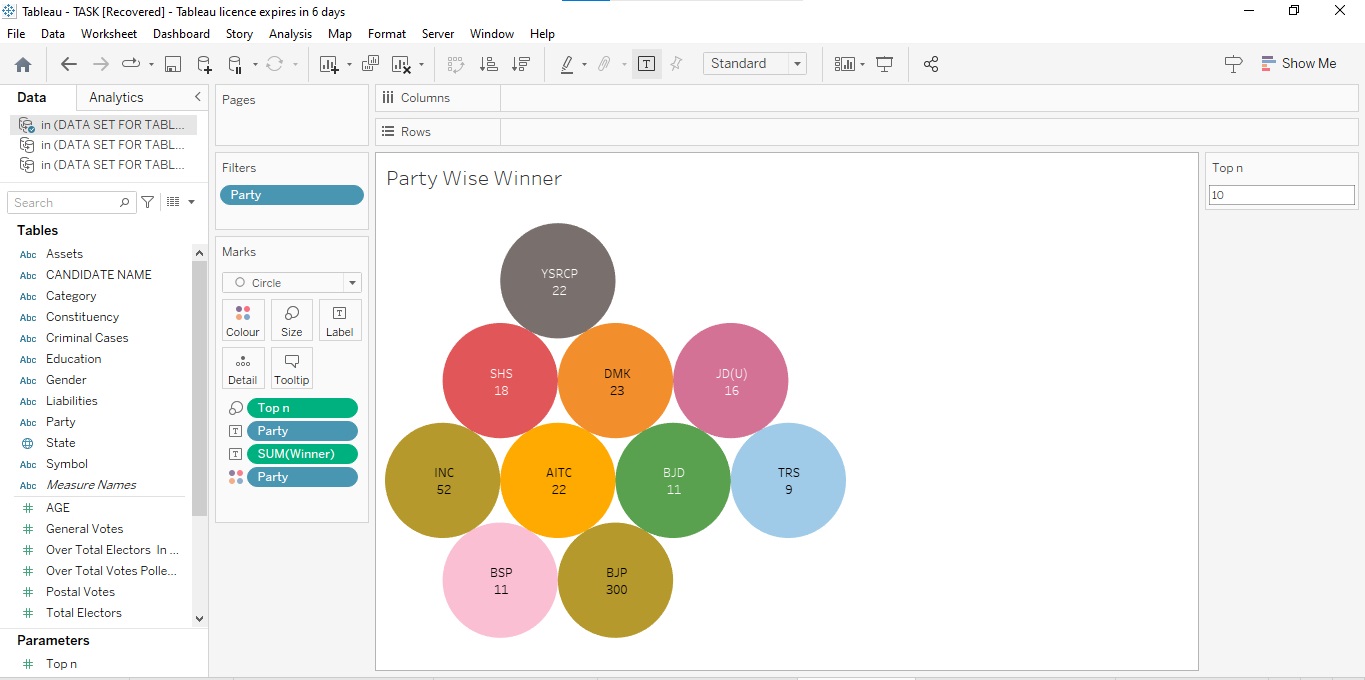 Tableau - TASK [Recovered] - Tableau licence expires in 6 days
File Data Worksheet Dashboard Story Analysis Map Format Server Window Help
Standard
Show Me
Data Analytics
in (DATA SET FOR TABL...
in (DATA SET FOR TABL...
in (DATA SET FOR TABL...
Search
Tables
Abc Assets
Abc CANDIDATE NAME
Abc Category
Abc Constituency
Abc Criminal Cases
Abc Education
Abc Gender
Abc Liabilities
Abc Party
State
Abc Symbol
Abc Measure Names
# AGE
# General Votes
# Over Total Electors In ...
# Over Total Votes Polle...
# Postal Votes
# Total Electors
Parameters
# Top n
Pages
Filters
Party
Marks
Circle
Colour Size Label
Detail Tooltip
Top n
Party
SUM(Winner)
Party
Columns
Rows
Party Wise Winner
YSRCP
22
SHS
18
DMK
23
JD(U)
16
INC
52
AITC
22
BJD
11
TRS
9
BSP
11
BJP
300
Top n
10